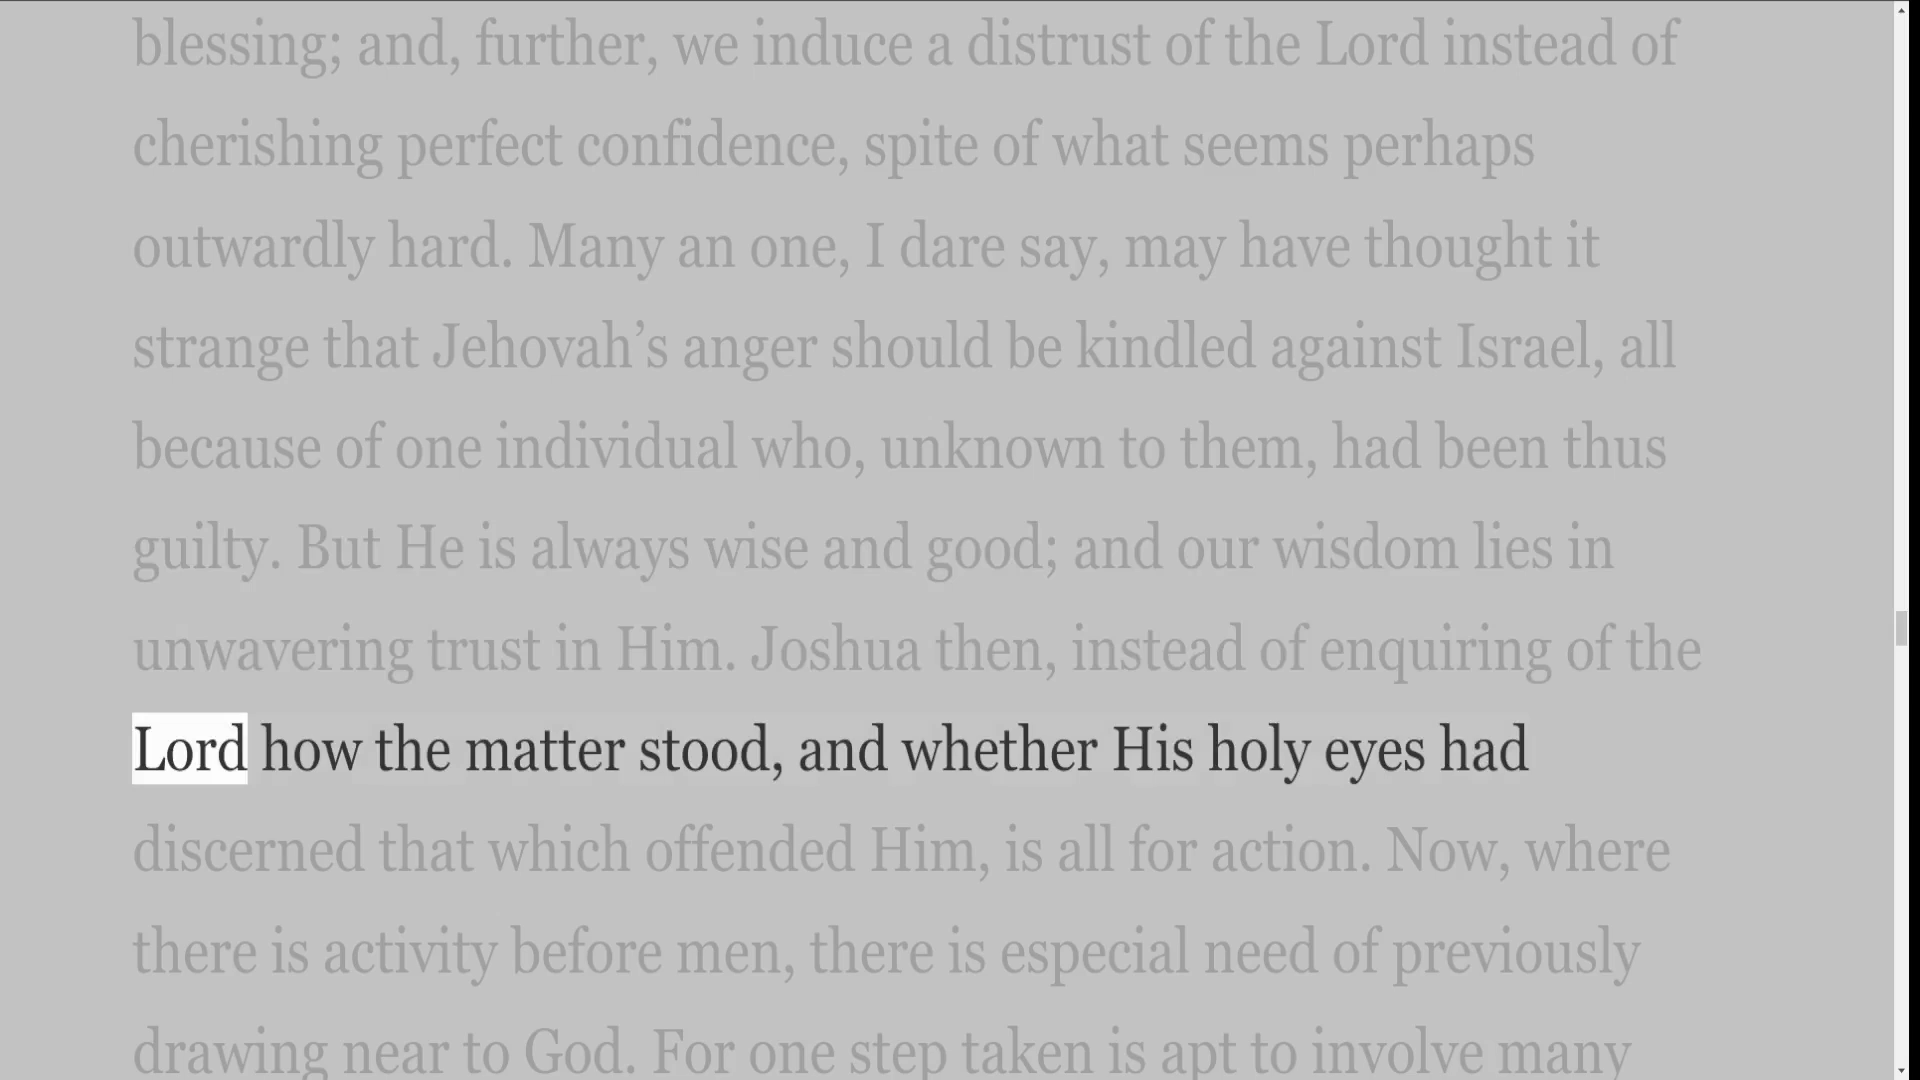 blessing; and, further, we induce a distrust of the Lord instead of
cherishing perfect confidence, spite of what seems perhaps
outwardly hard. Many an one, I dare say, may have thought it
strange that Jehovah’s anger should be kindled against Israel, all
because of one individual who, unknown to them, had been thus
guilty. But He is always wise and good; and our wisdom lies in
unwavering trust in Him. Joshua then, instead of enquiring of the
Lord how the matter stood, and whether His holy eyes had
discerned that which offended Him, is all for action. Now, where
there is activity before men, there is especial need of previously
drawing near to God. For one step taken is apt to involve many